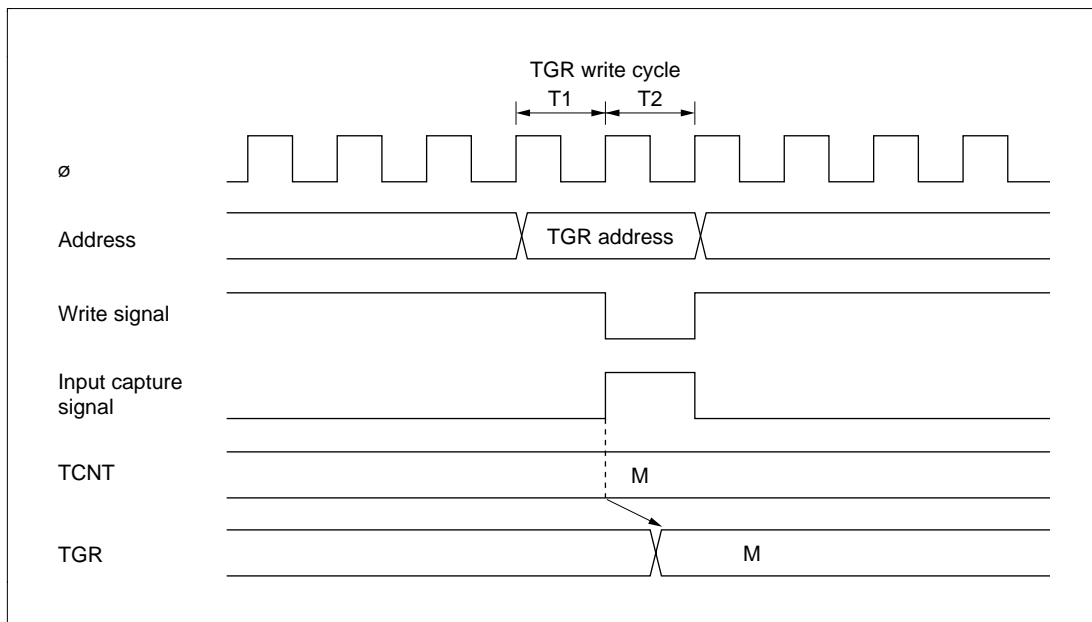 TGR write cycle
T1 T2
ø
Address TGR address
Write signal
Input capture
signal
TCNT M
TGR M